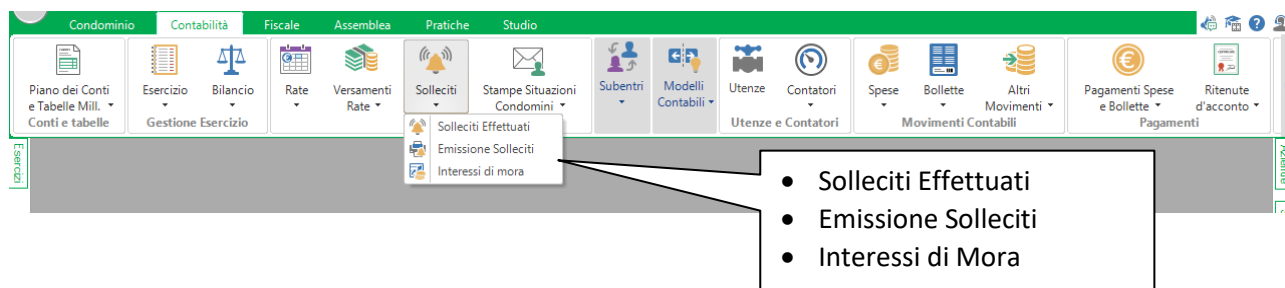 Condominio Contabilità Fiscale Assemblea Pratiche Studio
Piano dei Conti e Tabelle Mill.
Esercizio
Bilancio
Rate
Versamenti Rate
Solleciti
Stampe Situazioni Condomini
Subentri
Modelli Contabili
Utenze
Contatori
Spese
Bollette
Altri Movimenti
Pagamenti Spese e Bollette
Ritenute d'acconto
Conti e tabelle
Gestione Esercizio
Utenze e Contatori
Movimenti Contabili
Pagamenti
Solleciti Effettuati
Emissione Solleciti
Interessi di mora
Esercizi
• Solleciti Effettuati
• Emissione Solleciti
• Interessi di Mora